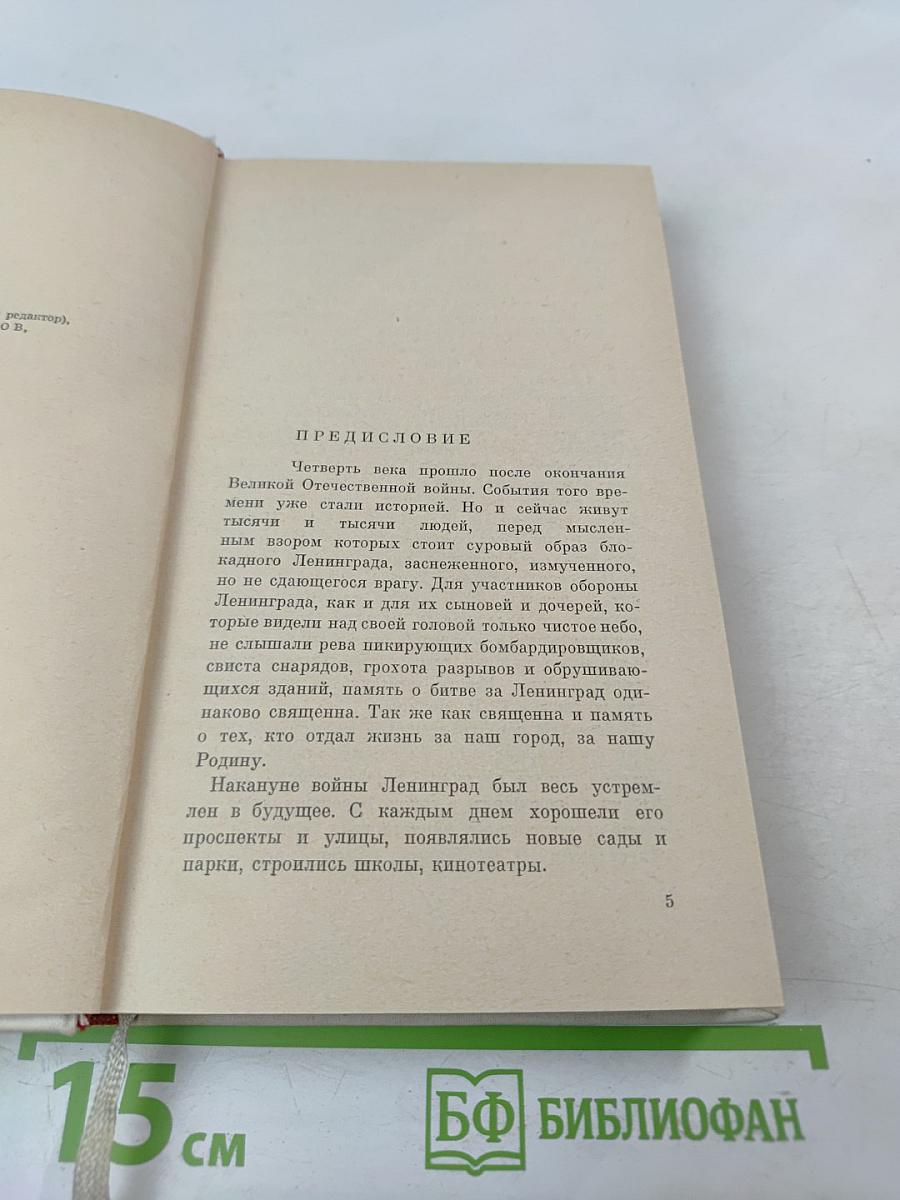 редактор),
О В,
ПРЕДИСЛОВИЕ
Четверть века прошло после окончания
Великой Отечественной войны. События того вре-
мени уже стали историей. Но и сейчас живут
тысячи и тысячи людей, перед мыслен-
ным взором которых стоит суровый образ бло-
кадного Ленинграда, заснеженного, измученного,
но не сдающегося врагу. Для участников обороны
Ленинграда, как и для их сыновей и дочерей, ко-
торые видели над своей головой только чистое небо,
не слышали рева пикирующих бомбардировщиков,
свиста снарядов, грохота разрывов и обрушиваю-
щихся зданий, память о битве за Ленинград оди-
наково священна. Так же как священна и память
о тех, кто отдал жизнь за наш город, за нашу
Родину.
Накануне войны Ленинград был весь устрем-
лен в будущее. С каждым днем хорошели его
проспекты и улицы, появлялись новые сады и
парки, строились школы, кинотеатры.
5
15 см
БФ БИБЛИОФАН